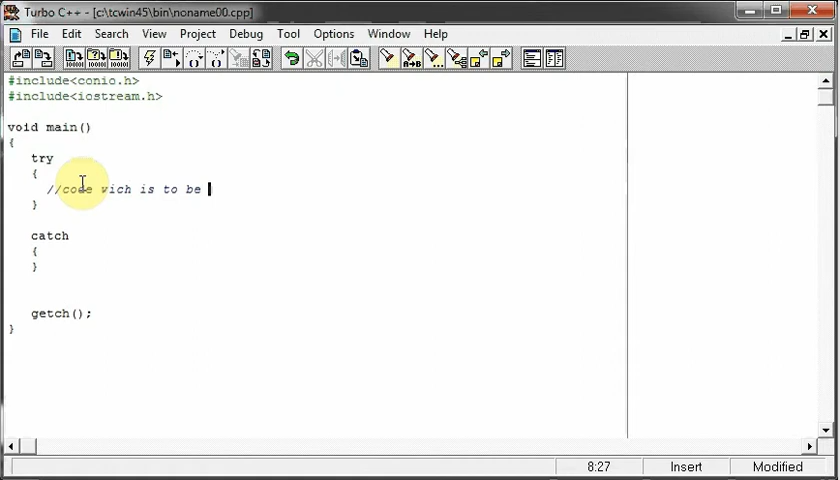 Turbo C++ - [c:\tcwin45\bin\noname00.cpp]
File Edit Search View Project Debug Tool Options Window Help
#include<conio.h>
#include<iostream.h>
void main()
{
try
{
//code wich is to be
}
catch
{
}
getch();
}
8:27 Insert Modified